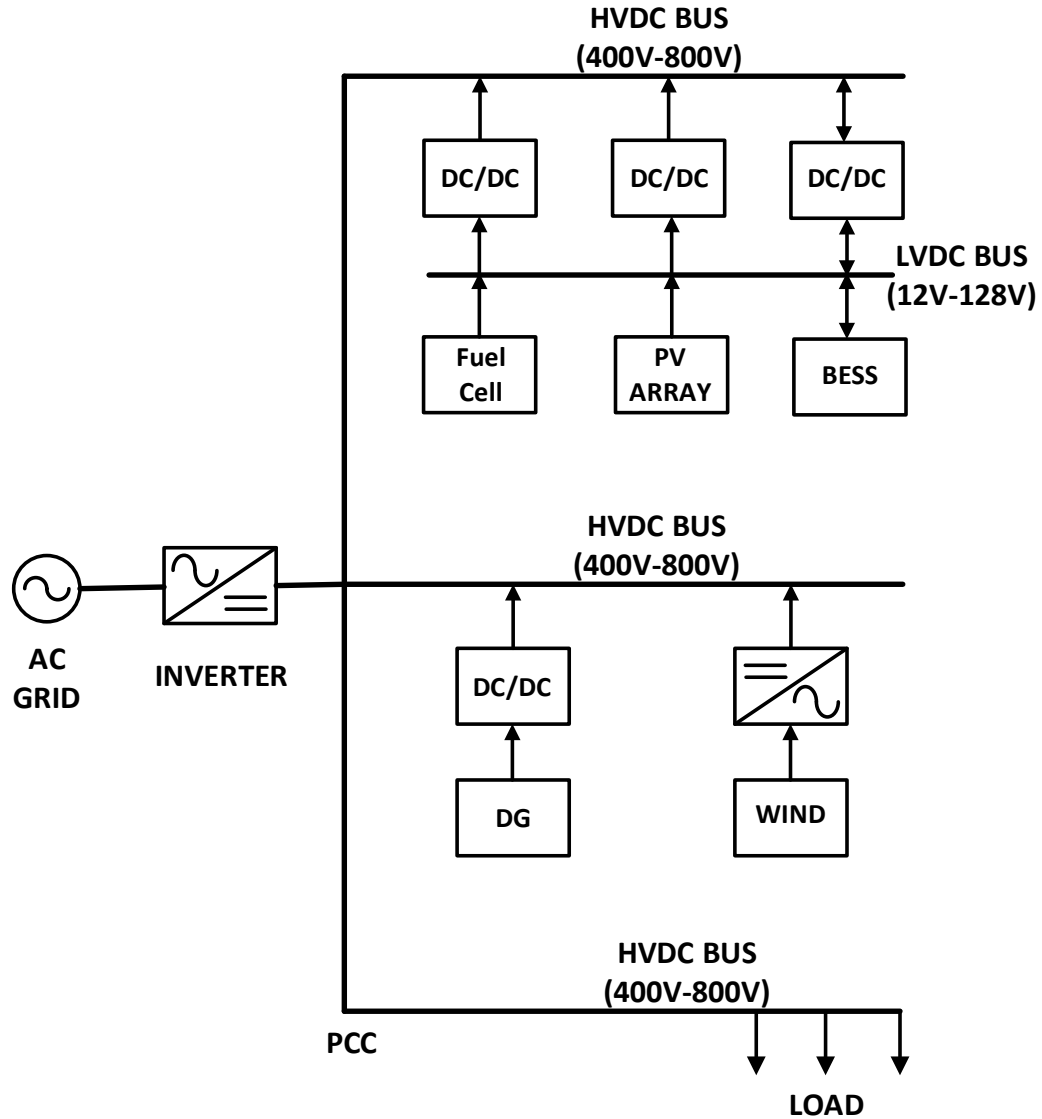 HVDC BUS
(400V-800V)
DC/DC
DC/DC
DC/DC
LVDC BUS
(12V-128V)
Fuel
Cell
PV
ARRAY
BESS
HVDC BUS
(400V-800V)
AC
GRID
INVERTER
DC/DC
DG
WIND
HVDC BUS
(400V-800V)
PCC
LOAD